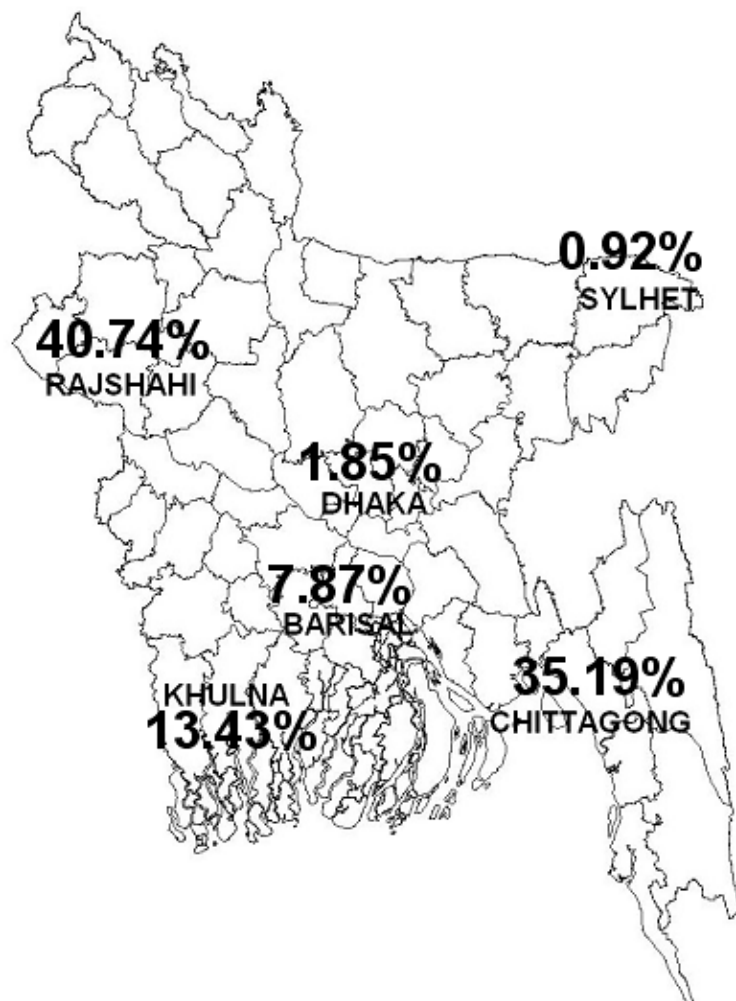 0.92%
SYLHET
40.74%
RAJSHAHI
1.85%
DHAKA
7.87%
BARISAL
35.19%
CHITTAGONG
KHULNA
13.43%